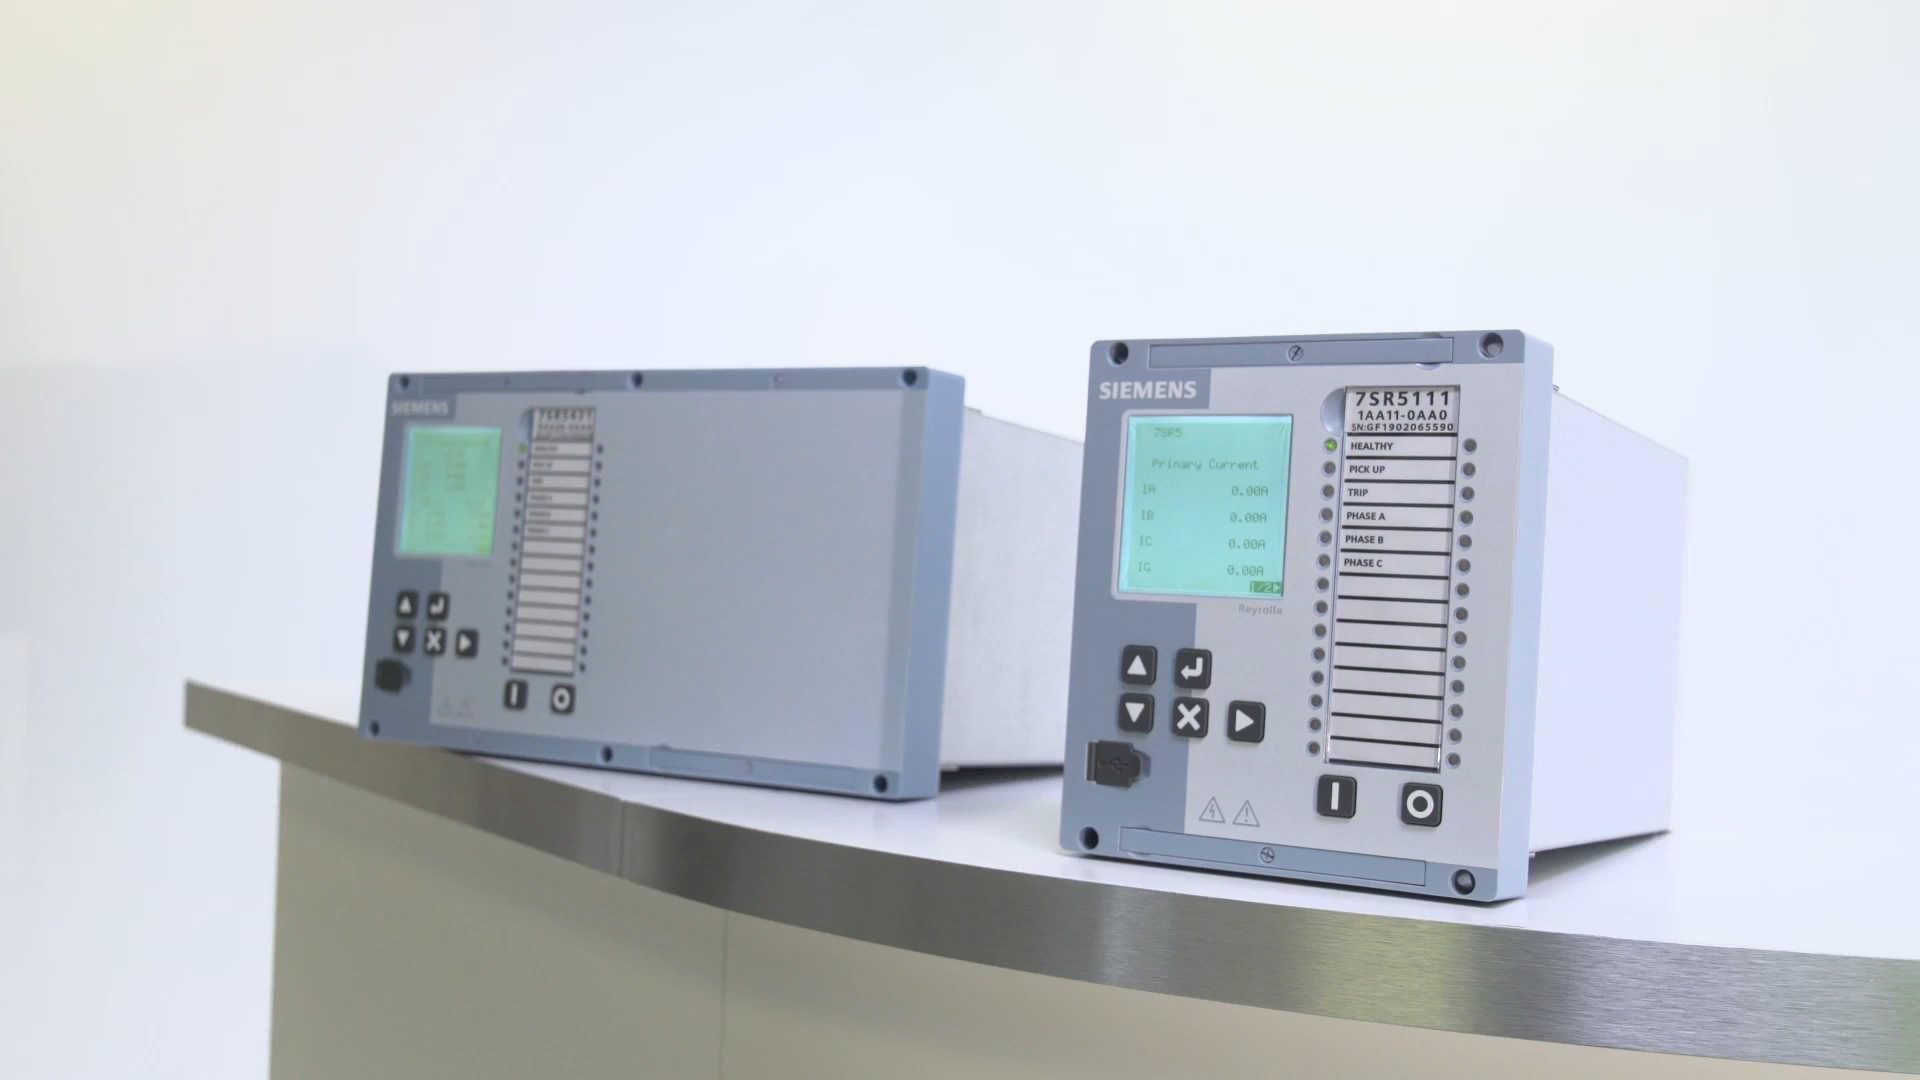 SIEMENS
SIEMENS
7SR5
Primary Current
IA 0.00A
IB 0.00A
IC 0.00A
IG 0.00A
1/2
Reyrolle
7SR5111
1AA11-0AA0
SN:GF1902065590
HEALTHY
PICK UP
TRIP
PHASE A
PHASE B
PHASE C